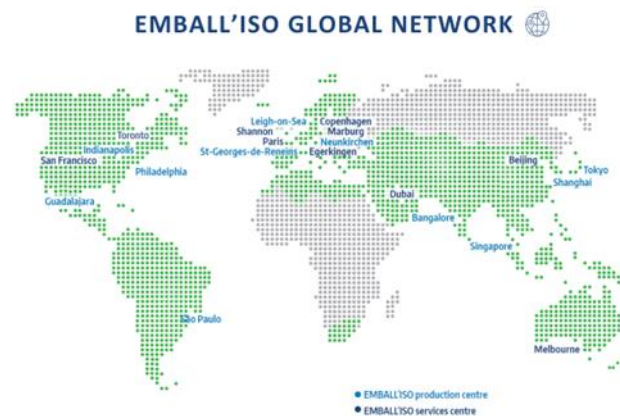 EMBALL'ISO GLOBAL NETWORK
Leigh-on-Sea
Copenhagen
Shannon
Marburg
Toronto
Paris
Neunkirchen
Indianapolis
St-Georges-de-Reneins
Egerkingen
San Francisco
Beijing
Philadelphia
Tokyo
Shanghai
Guadalajara
Dubai
Bangalore
Singapore
São Paulo
Melbourne
EMBALL'ISO production centre
EMBALL'ISO services centre